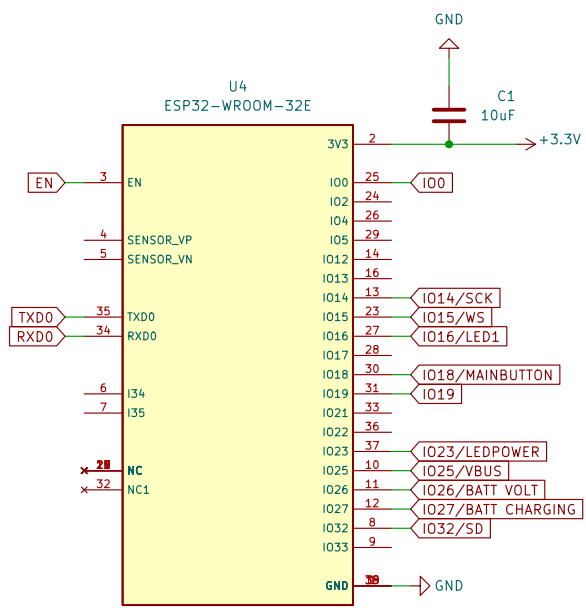 GND
U4
ESP32-WROOM-32E
C1
10uF
3V3 2 +3.3V
EN 3 EN
IO0 25 IO0
IO2 24
IO4 26
SENSOR_VP 4
IO5 29
SENSOR_VN 5
IO12 14
IO13 16
IO14 13 IO14/SCK
TXD0 35 TXD0
IO15 23 IO15/WS
RXD0 34 RXD0
IO16 27 IO16/LED1
IO17 28
IO18 30 IO18/MAINBUTTON
6 I34
IO19 31 IO19
7 I35
IO21 33
IO22 36
IO23 37 IO23/LEDPOWER
NC
IO25 10 IO25/VBUS
32 NC1
IO26 11 IO26/BATT VOLT
IO27 12 IO27/BATT CHARGING
IO32 8 IO32/SD
IO33 9
GND GND